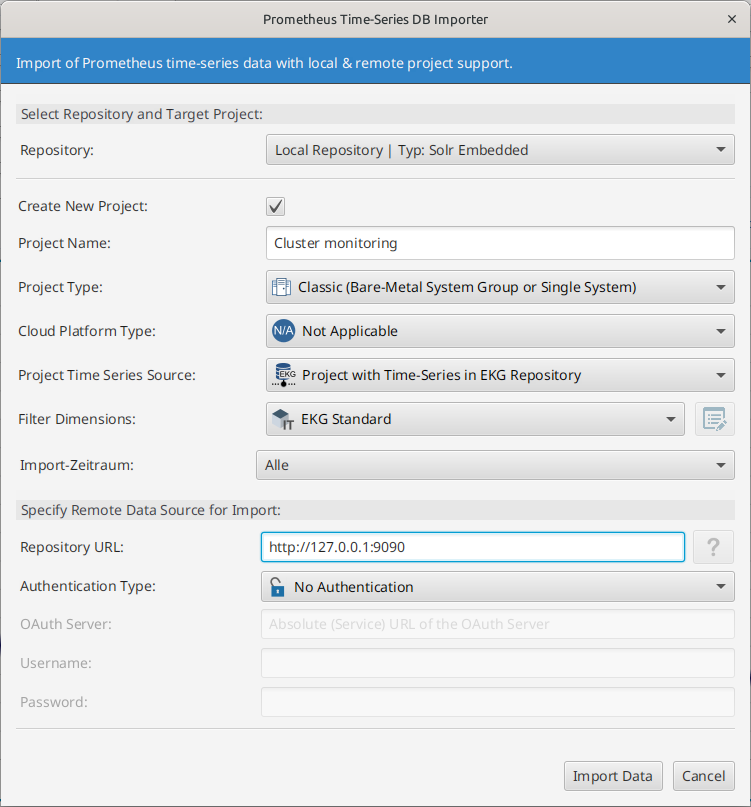 Prometheus Time-Series DB Importer
Import of Prometheus time-series data with local & remote project support.
Select Repository and Target Project:
Repository: Local Repository | Typ: Solr Embedded
Create New Project:
Project Name: Cluster monitoring
Project Type: Classic (Bare-Metal System Group or Single System)
Cloud Platform Type: N/A Not Applicable
Project Time Series Source: EKG Project with Time-Series in EKG Repository
Filter Dimensions: IT EKG Standard
Import-Zeitraum: Alle
Specify Remote Data Source for Import:
Repository URL: http://127.0.0.1:9090 ?
Authentication Type: No Authentication
OAuth Server: Absolute (Service) URL of the OAuth Server
Username:
Password:
Import Data Cancel